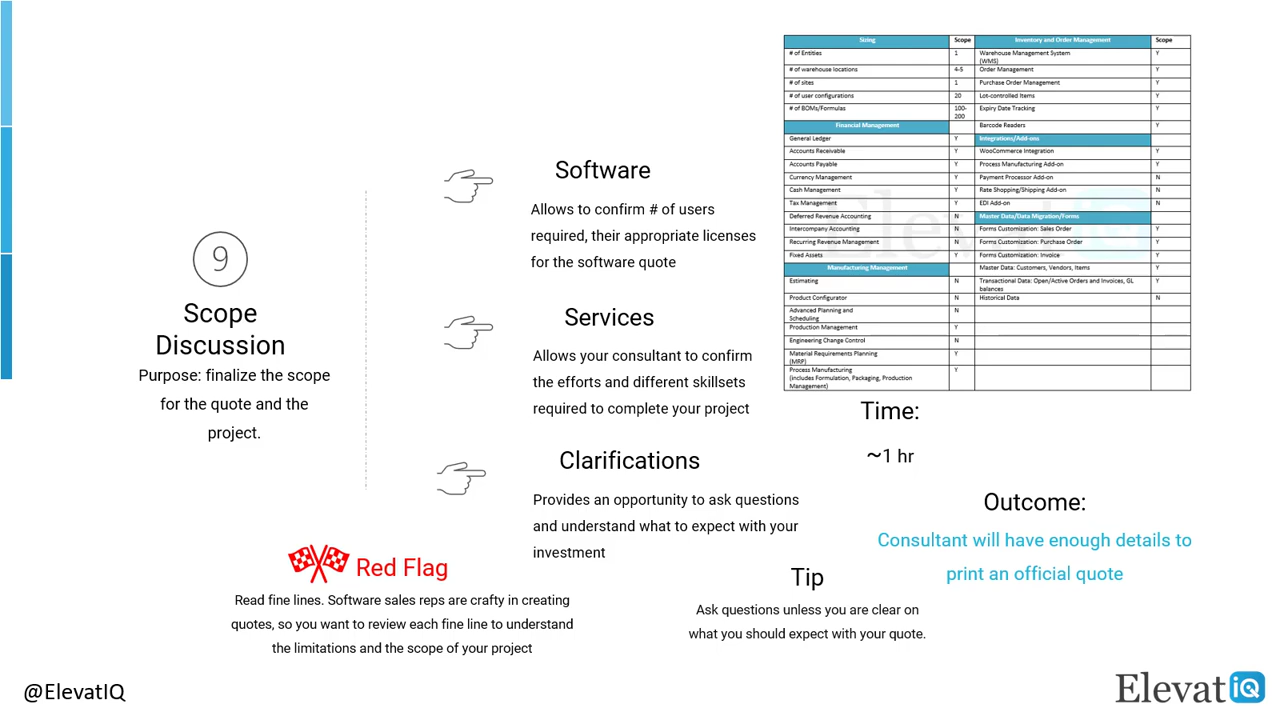 9
Scope
Discussion
Purpose: finalize the scope
for the quote and the
project.
Software
Allows to confirm # of users
required, their appropriate licenses
for the software quote
Services
Allows your consultant to confirm
the efforts and different skillsets
required to complete your project
Clarifications
Provides an opportunity to ask questions
and understand what to expect with your
investment
Sizing Scope Inventory and Order Management Scope
# of Entities 1 Warehouse Management System Y
(WMS)
# of warehouse locations 4-5 Order Management Y
# of sites 1 Purchase Order Management Y
# of user configurations 20 Lot-controlled Items Y
# of BOMs/Formulas 100- Expiry Date Tracking Y
200
Financial Management Barcode Readers Y
General Ledger Y Integrations/Add-ons
Accounts Receivable Y WooCommerce Integration Y
Accounts Payable Y Process Manufacturing Add-on Y
Currency Management Y Payment Processor Add-on N
Cash Management Y Rate Shopping/Shipping Add-on N
Tax Management Y EDI Add-on N
Deferred Revenue Accounting N Master Data/Data Migration/Forms
Intercompany Accounting N Forms Customization: Sales Order Y
Recurring Revenue Management N Forms Customization: Purchase Order Y
Fixed Assets Y Forms Customization: Invoice Y
Manufacturing Management Master Data: Customers, Vendors, Items Y
Estimating N Transactional Data: Open/Active Orders and Invoices, GL Y
balances
Product Configurator N Historical Data N
Advanced Planning and N
Scheduling
Production Management Y
Engineering Change Control N
Material Requirements Planning Y
(MRP)
Process Manufacturing Y
(includes Formulation, Packaging, Production
Management)
ElevatiQ
Time:
~1 hr
Outcome:
Consultant will have enough details to
print an official quote
Red Flag
Read fine lines. Software sales reps are crafty in creating
quotes, so you want to review each fine line to understand
the limitations and the scope of your project
Tip
Ask questions unless you are clear on
what you should expect with your quote.
@ElevatIQ
ElevatiQ